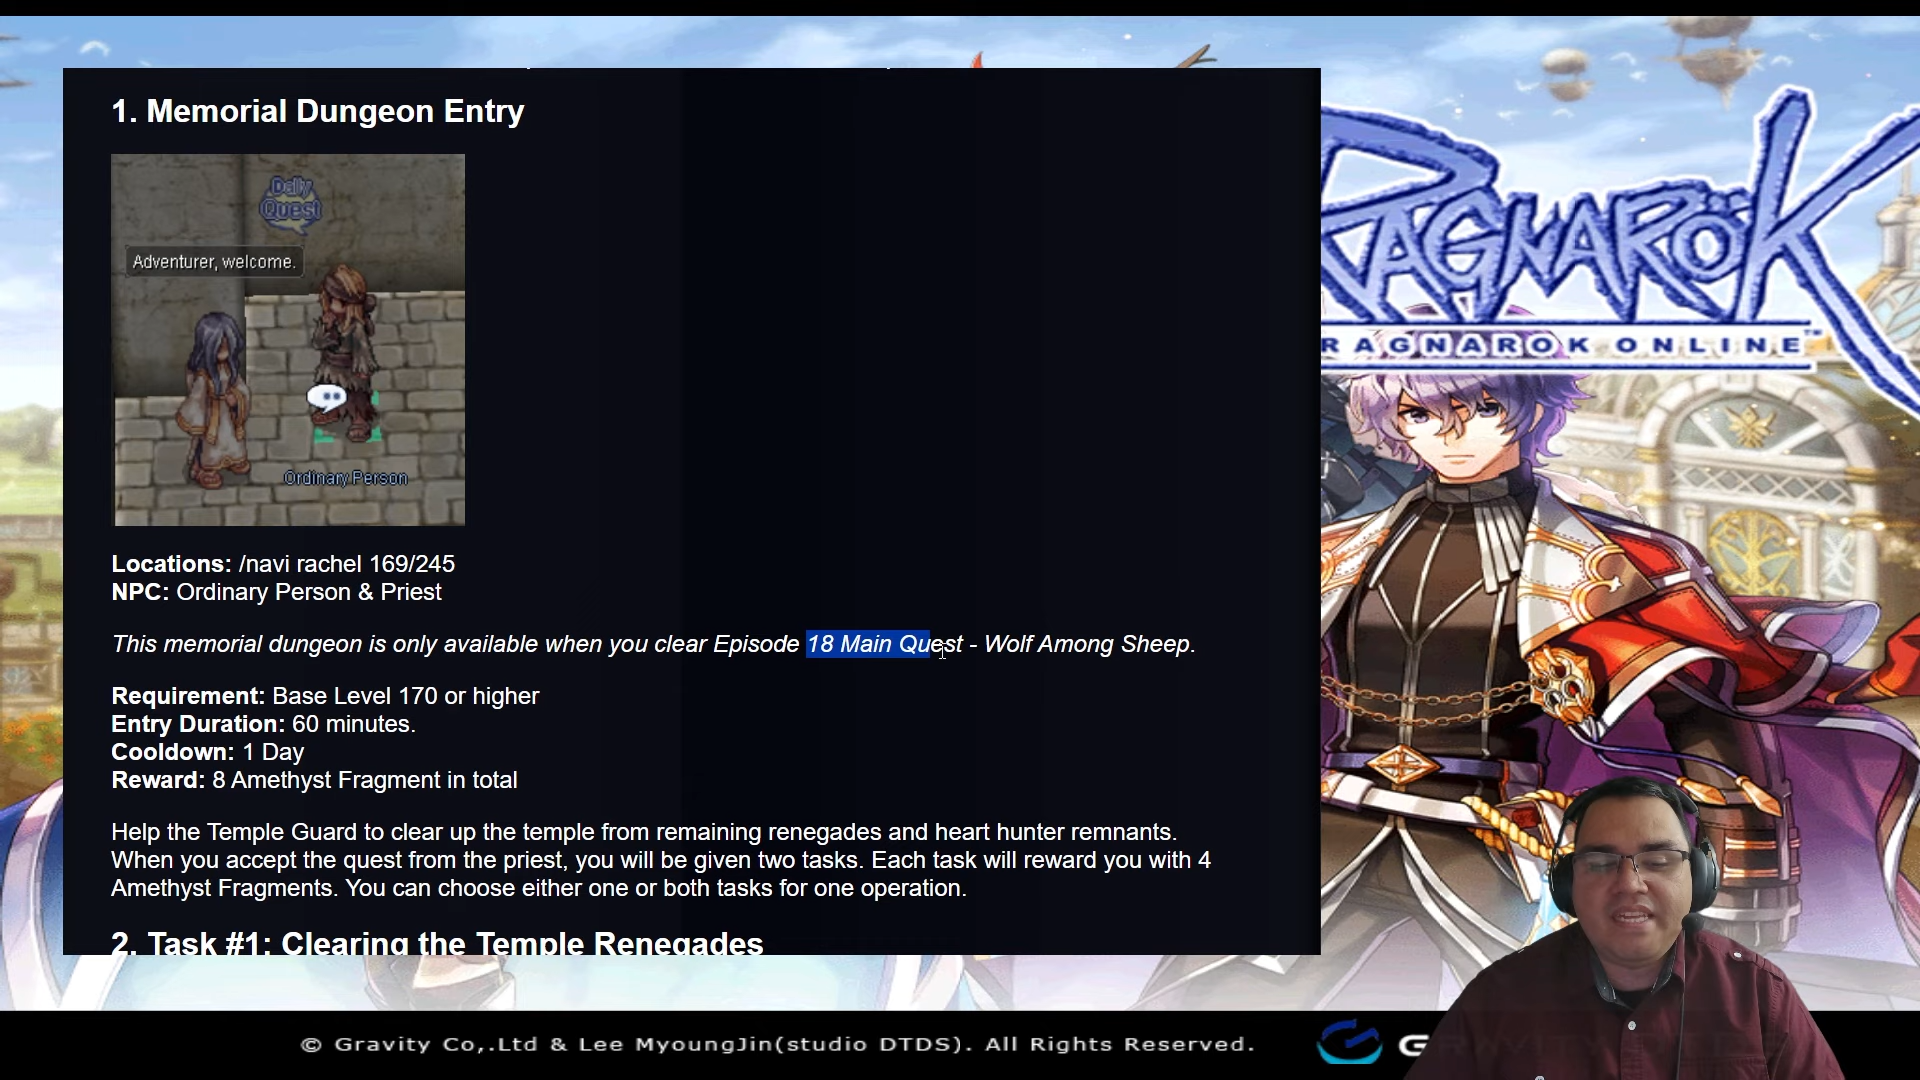 1. Memorial Dungeon Entry
Daily
Quest
Adventurer, welcome.
Ordinary Person
Locations: /navi rachel 169/245
NPC: Ordinary Person & Priest
This memorial dungeon is only available when you clear Episode 18 Main Quest - Wolf Among Sheep.
Requirement: Base Level 170 or higher
Entry Duration: 60 minutes.
Cooldown: 1 Day
Reward: 8 Amethyst Fragment in total
Help the Temple Guard to clear up the temple from remaining renegades and heart hunter remnants.
When you accept the quest from the priest, you will be given two tasks. Each task will reward you with 4
Amethyst Fragments. You can choose either one or both tasks for one operation.
2. Task #1: Clearing the Temple Renegades
RAGNARÖK
RAGNAROK ONLINE™
© Gravity Co,.Ltd & Lee MyoungJin(studio DTDS). All Rights Reserved.